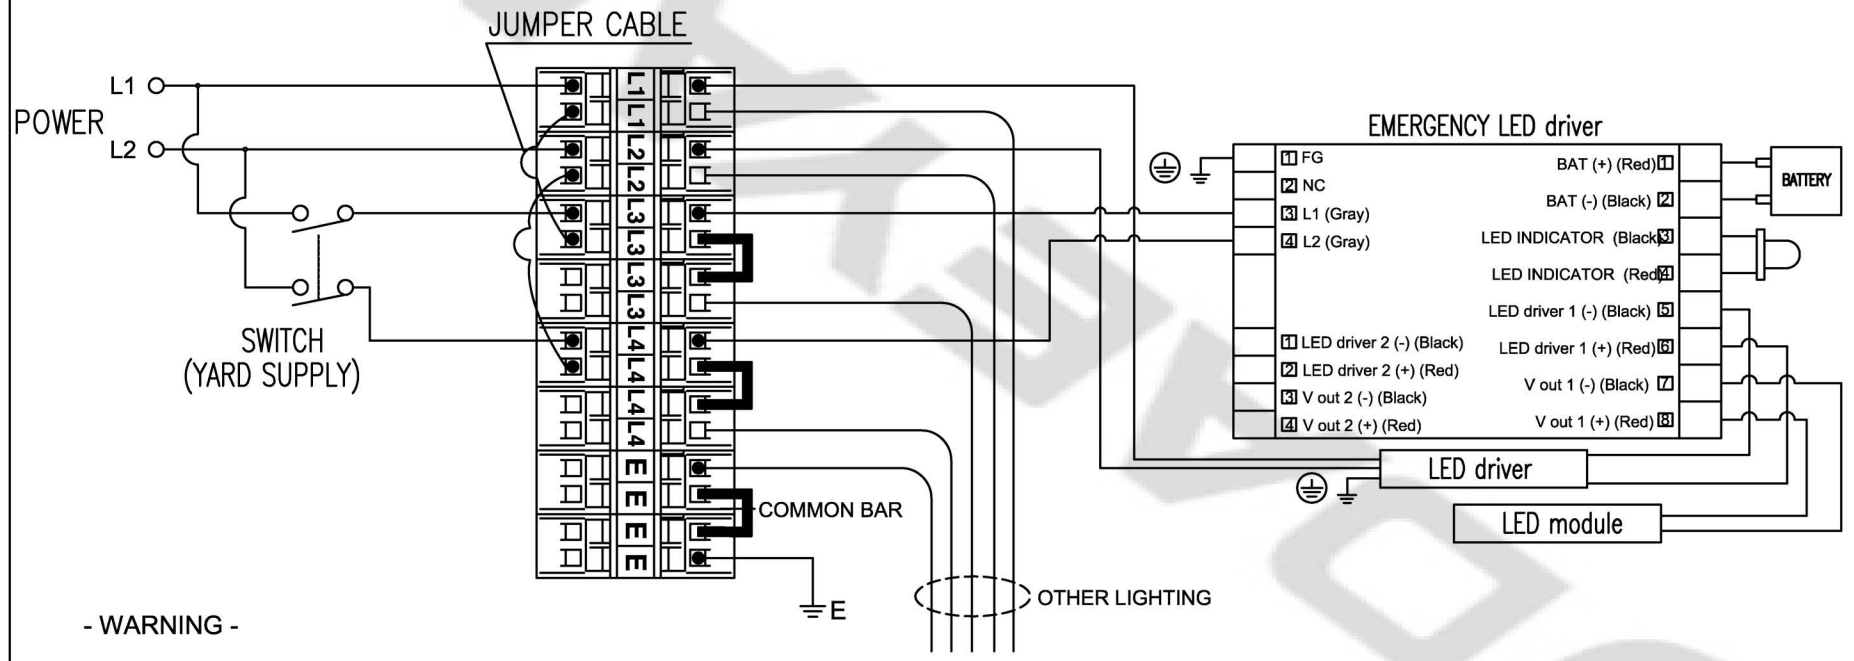 JUMPER CABLE
L1
POWER
L2
SWITCH
(YARD SUPPLY)
L1
L1
L2
L2
L3
L3
L3
L3
L4
L4
L4
L4
E
E
E
E
COMMON BAR
E
OTHER LIGHTING
EMERGENCY LED driver
1 FG
2 NC
3 L1 (Gray)
4 L2 (Gray)
1 LED driver 2 (-) (Black)
2 LED driver 2 (+) (Red)
3 V out 2 (-) (Black)
4 V out 2 (+) (Red)
BAT (+) (Red) 1
BAT (-) (Black) 2
LED INDICATOR (Black) 3
LED INDICATOR (Red) 4
LED driver 1 (-) (Black) 5
LED driver 1 (+) (Red) 6
V out 1 (-) (Black) 7
V out 1 (+) (Red) 8
BATTERY
LED driver
LED module
- WARNING -